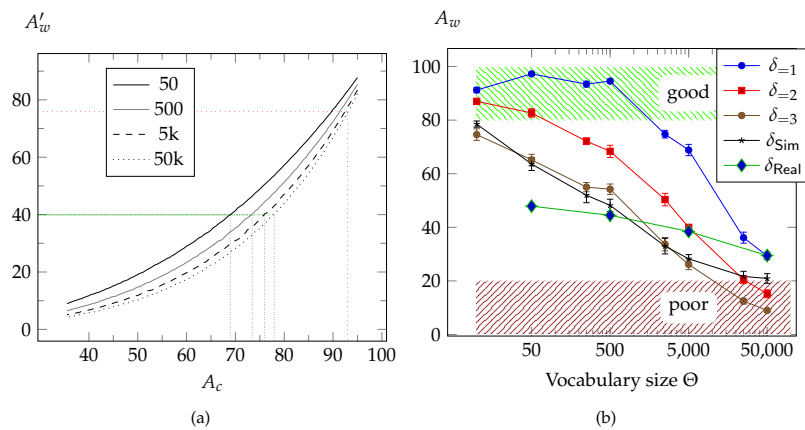 A′w
80
60
40
20
0
40 50 60 70 80 90 100
Ac
50
500
5k
50k
(a)
Aw
100
80
60
40
20
0
50 500 5,000 50,000
Vocabulary size Θ
good
poor
δ=1
δ=2
δ=3
δSim
δReal
(b)